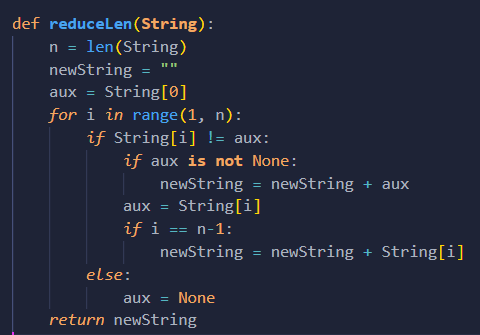 def reduceLen(String):
    n = len(String)
    newString = ""
    aux = String[0]
    for i in range(1, n):
        if String[i] != aux:
            if aux is not None:
                newString = newString + aux
            aux = String[i]
            if i == n-1:
                newString = newString + String[i]
        else:
            aux = None
    return newString